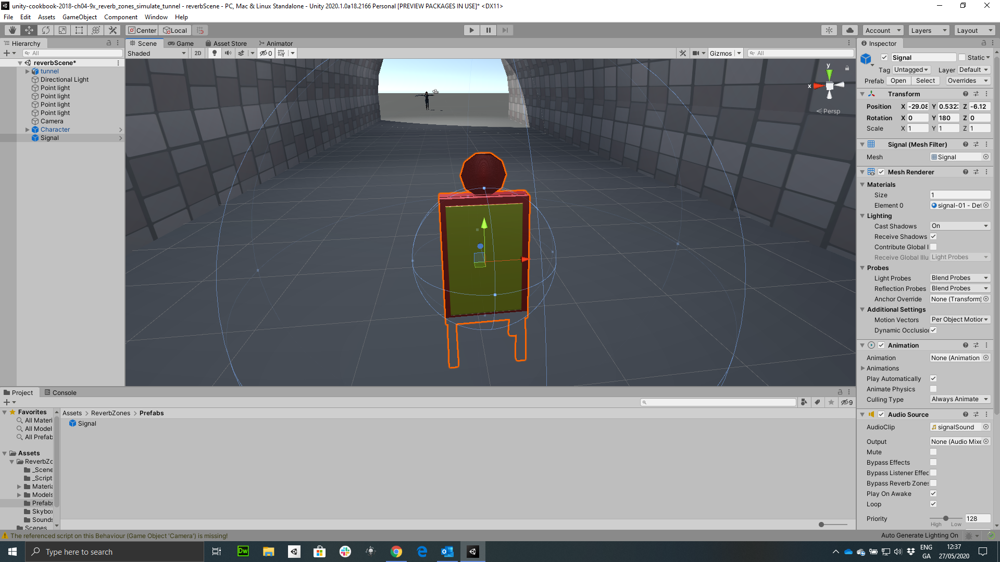 unity-cookbook-2018-ch04-9x_reverb_zones_simulate_tunnel - reverbScene - PC, Mac & Linux Standalone - Unity 2020.1.0a18.2166 Personal [PREVIEW PACKAGES IN USE]* <DX11>
File Edit Assets GameObject Component Window Help
Center Local Account Layers Layout
Hierarchy
All
reverbScene*
tunnel
Directional Light
Point light
Point light
Point light
Point light
Camera
Character
Signal
Scene Game Asset Store Animator
Shaded 2D 0 Gizmos All
y
x
Persp
Inspector
Signal Static
Tag Untagged Layer Default
Prefab Open Select Overrides
Transform
Position X -29.08 Y 0.532 Z -6.12
Rotation X 0 Y 180 Z 0
Scale X 1 Y 1 Z 1
Signal (Mesh Filter)
Mesh Signal
Mesh Renderer
Materials
Size 1
Element 0 signal-01 - Def
Lighting
Cast Shadows On
Receive Shadows
Contribute Global I
Receive Global Illu Light Probes
Probes
Light Probes Blend Probes
Reflection Probes Blend Probes
Anchor Override None (Transform)
Additional Settings
Motion Vectors Per Object Motior
Dynamic Occlusion
Animation
Animation None (Animation
Animations
Play Automatically
Animate Physics
Culling Type Always Animate
Audio Source
AudioClip signalSound
Output None (Audio Mixe
Mute
Bypass Effects
Bypass Listener Effec
Bypass Reverb Zones
Play On Awake
Loop
Priority 128
High Low
Project Console
9
Favorites
All Materi
All Model
All Prefab
Assets
ReverbZo
_Scene
_Script
Materia
Models
Prefabs
Skybox
Sounds
Scenes
Assets > ReverbZones > Prefabs
Signal
The referenced script on this Behaviour (Game Object 'Camera') is missing!
Auto Generate Lighting On
Type here to search
Dw
ENG
GA
12:37
27/05/2020